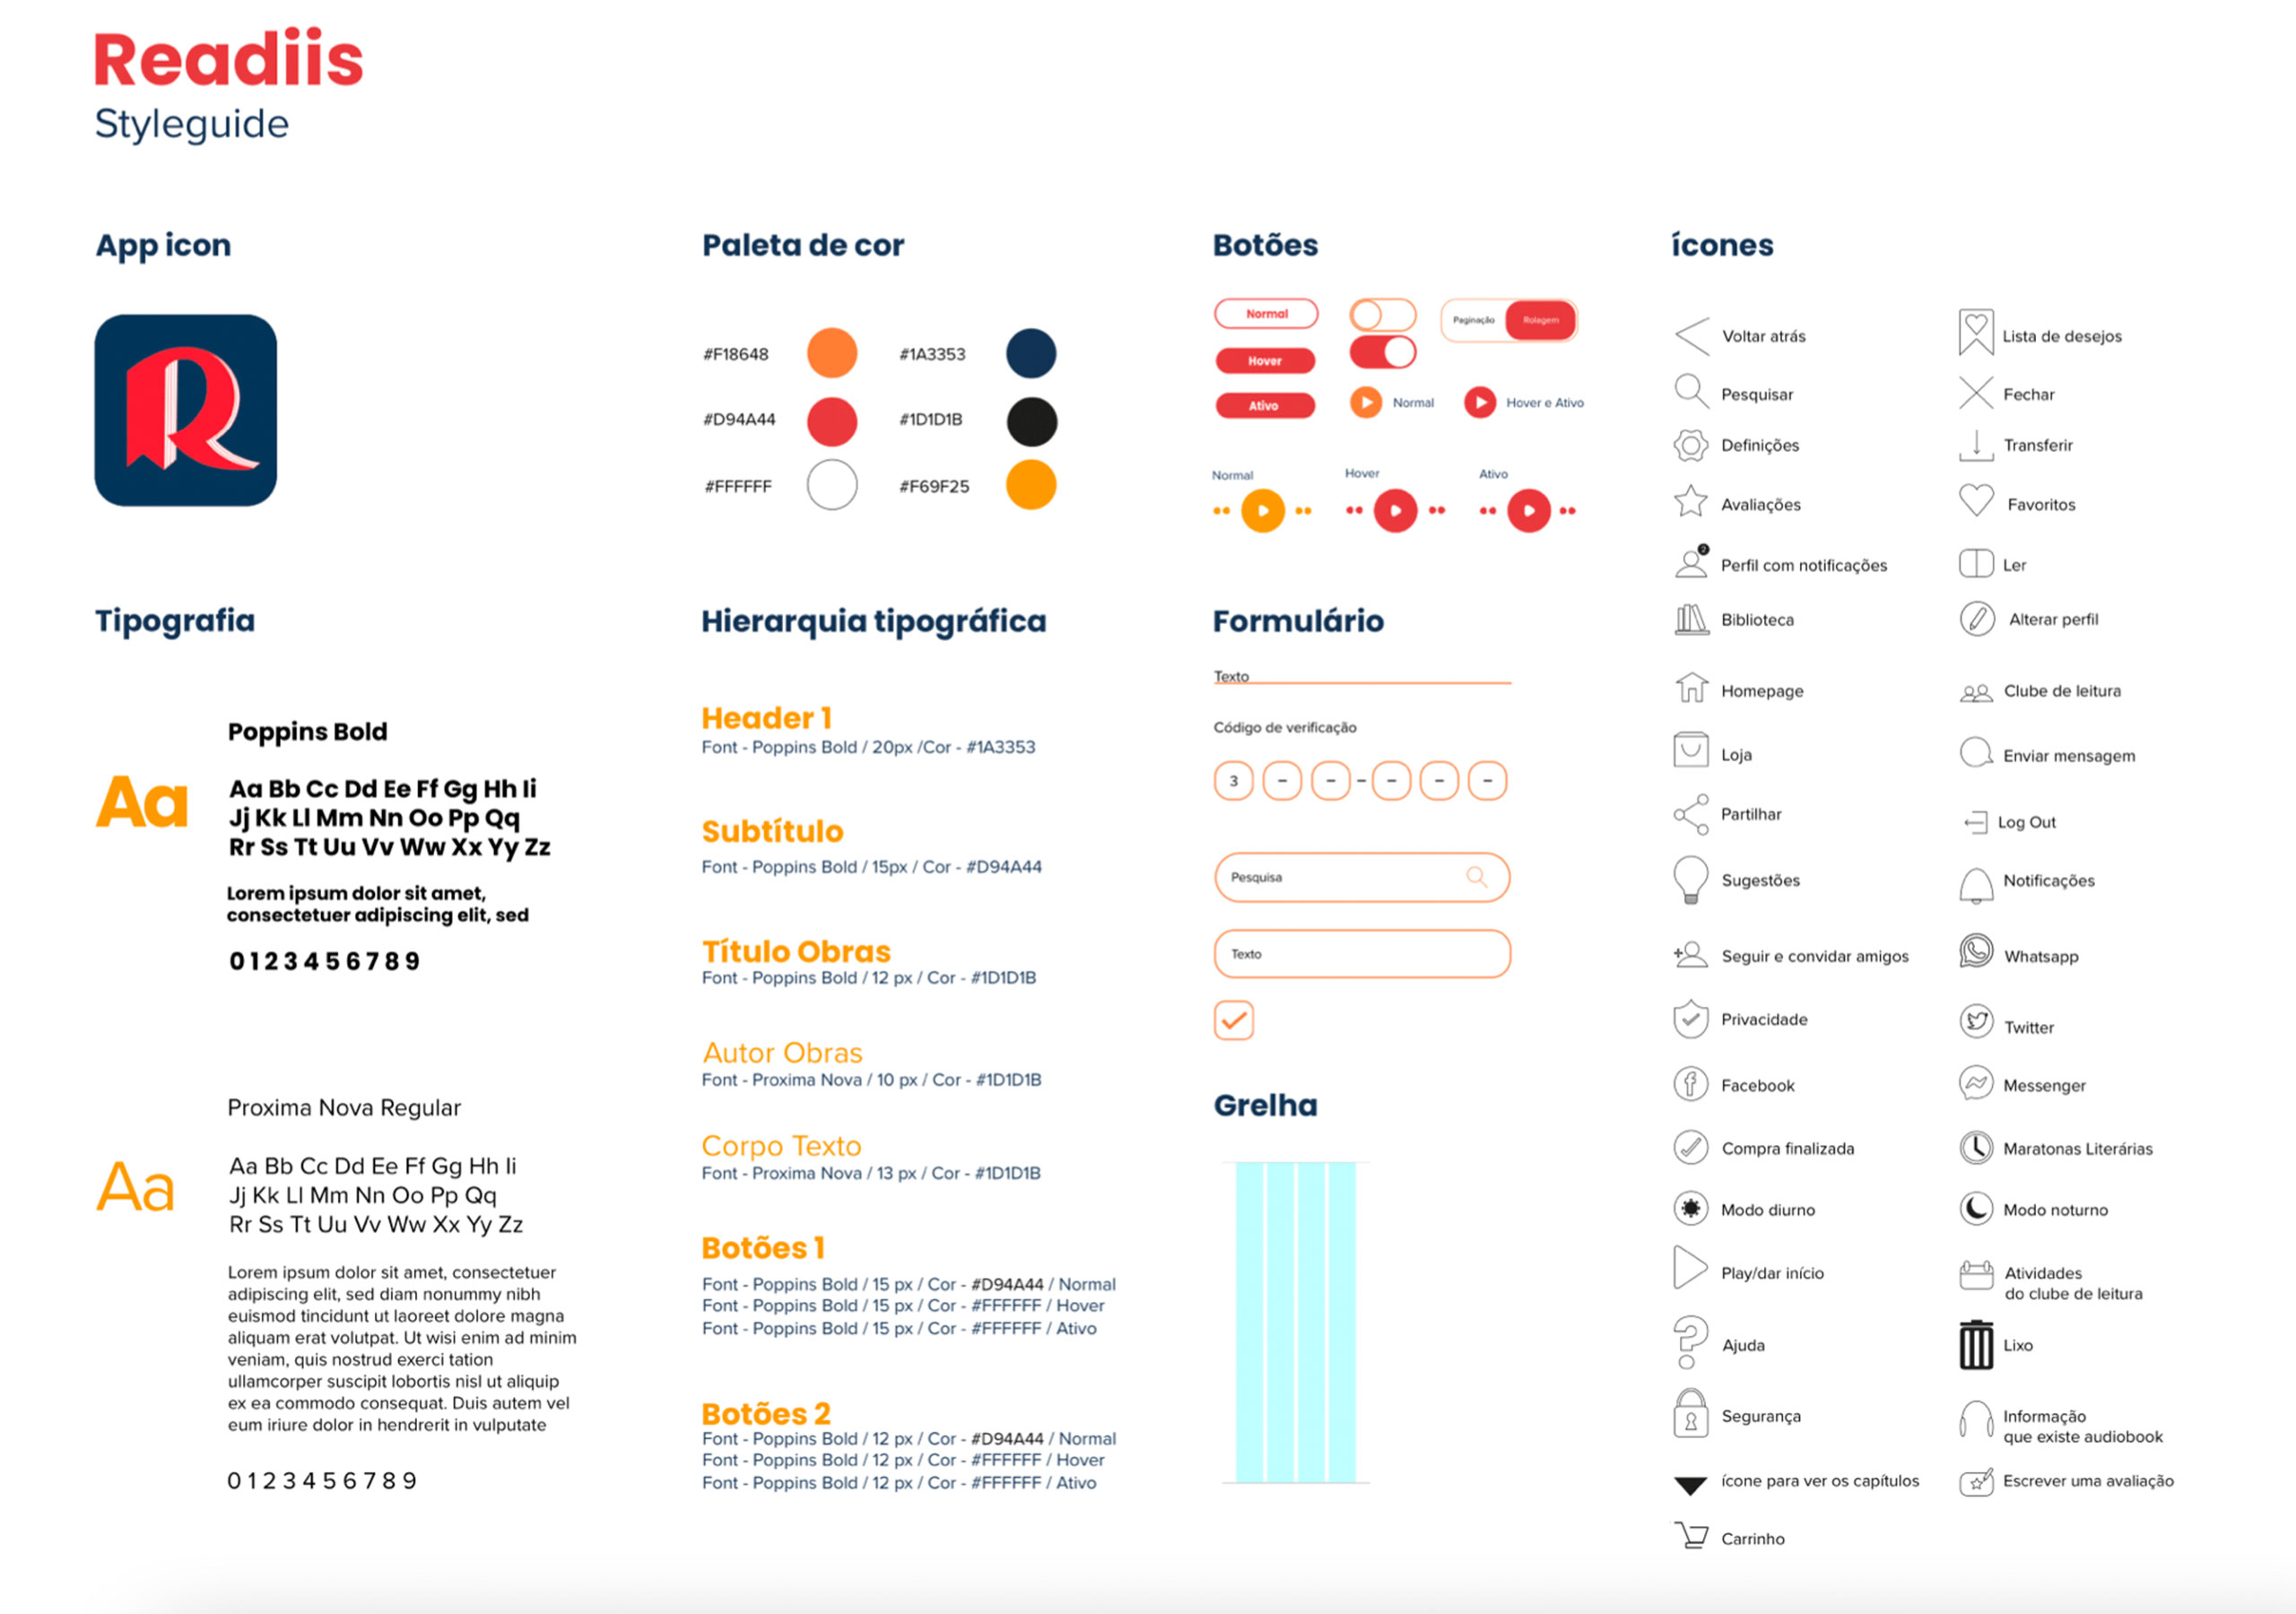 Readiis
Styleguide
App icon
R
Tipografia
Aa
Poppins Bold
Aa Bb Cc Dd Ee Ff Gg Hh Ii
Jj Kk Ll Mm Nn Oo Pp Qq
Rr Ss Tt Uu Vv Ww Xx Yy Zz
Lorem ipsum dolor sit amet,
consectetuer adipiscing elit, sed
0 1 2 3 4 5 6 7 8 9
Aa
Proxima Nova Regular
Aa Bb Cc Dd Ee Ff Gg Hh Ii
Jj Kk Ll Mm Nn Oo Pp Qq
Rr Ss Tt Uu Vv Ww Xx Yy Zz
Lorem ipsum dolor sit amet, consectetuer
adipiscing elit, sed diam nonummy nibh
euismod tincidunt ut laoreet dolore magna
aliquam erat volutpat. Ut wisi enim ad minim
veniam, quis nostrud exerci tation
ullamcorper suscipit lobortis nisl ut aliquip
ex ea commodo consequat. Duis autem vel
eum iriure dolor in hendrerit in vulputate
0 1 2 3 4 5 6 7 8 9
Paleta de cor
#F18648
#1A3353
#D94A44
#1D1D1B
#FFFFFF
#F69F25
Hierarquia tipográfica
Header 1
Font - Poppins Bold / 20px /Cor - #1A3353
Subtítulo
Font - Poppins Bold / 15px / Cor - #D94A44
Título Obras
Font - Poppins Bold / 12 px / Cor - #1D1D1B
Autor Obras
Font - Proxima Nova / 10 px / Cor - #1D1D1B
Corpo Texto
Font - Proxima Nova / 13 px / Cor - #1D1D1B
Botões 1
Font - Poppins Bold / 15 px / Cor - #D94A44 / Normal
Font - Poppins Bold / 15 px / Cor - #FFFFFF / Hover
Font - Poppins Bold / 15 px / Cor - #FFFFFF / Ativo
Botões 2
Font - Poppins Bold / 12 px / Cor - #D94A44 / Normal
Font - Poppins Bold / 12 px / Cor - #FFFFFF / Hover
Font - Poppins Bold / 12 px / Cor - #FFFFFF / Ativo
Botões
Normal
Hover
Ativo
Paginação Rolagem
Normal
Hover e Ativo
Normal
Hover
Ativo
Formulário
Texto
Código de verificação
3 - - - - - -
Pesquisa
Texto
Grelha
ícones
Voltar atrás
Pesquisar
Definições
Avaliações
2
Perfil com notificações
Biblioteca
Homepage
Loja
Partilhar
Sugestões
Seguir e convidar amigos
Privacidade
Facebook
Compra finalizada
Modo diurno
Play/dar início
Ajuda
Segurança
ícone para ver os capítulos
Carrinho
Lista de desejos
Fechar
Transferir
Favoritos
Ler
Alterar perfil
Clube de leitura
Enviar mensagem
Log Out
Notificações
Whatsapp
Twitter
Messenger
Maratonas Literárias
Modo noturno
Atividades
do clube de leitura
Lixo
Informação
que existe audiobook
Escrever uma avaliação